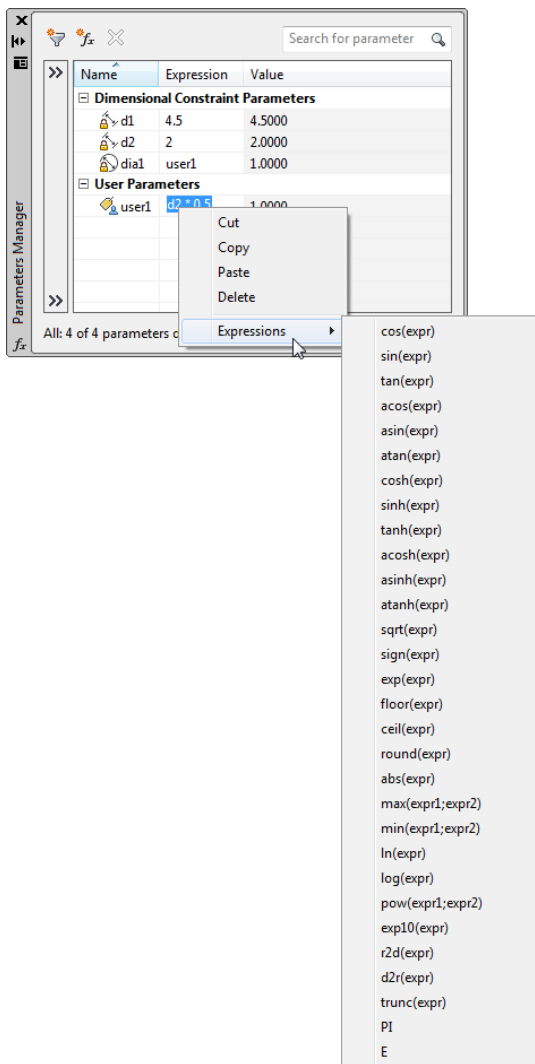 Search for parameter
Name Expression Value
Dimensional Constraint Parameters
d1 4.5 4.5000
d2 2 2.0000
dia1 user1 1.0000
User Parameters
user1 d2 * 0.5 1.0000
Cut
Copy
Paste
Delete
Expressions
All: 4 of 4 parameters
Parameters Manager
fx
cos(expr)
sin(expr)
tan(expr)
acos(expr)
asin(expr)
atan(expr)
cosh(expr)
sinh(expr)
tanh(expr)
acosh(expr)
asinh(expr)
atanh(expr)
sqrt(expr)
sign(expr)
exp(expr)
floor(expr)
ceil(expr)
round(expr)
abs(expr)
max(expr1;expr2)
min(expr1;expr2)
ln(expr)
log(expr)
pow(expr1;expr2)
exp10(expr)
r2d(expr)
d2r(expr)
trunc(expr)
PI
E